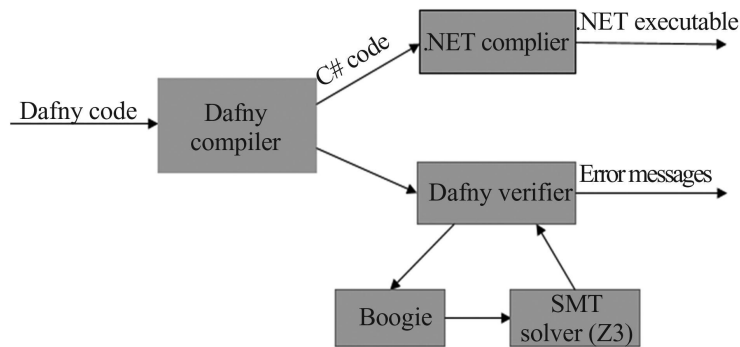 .NET executable
C# code
.NET complier
Dafny code
Dafny
compiler
Dafny verifier
Error messages
Boogie
SMT
solver (Z3)